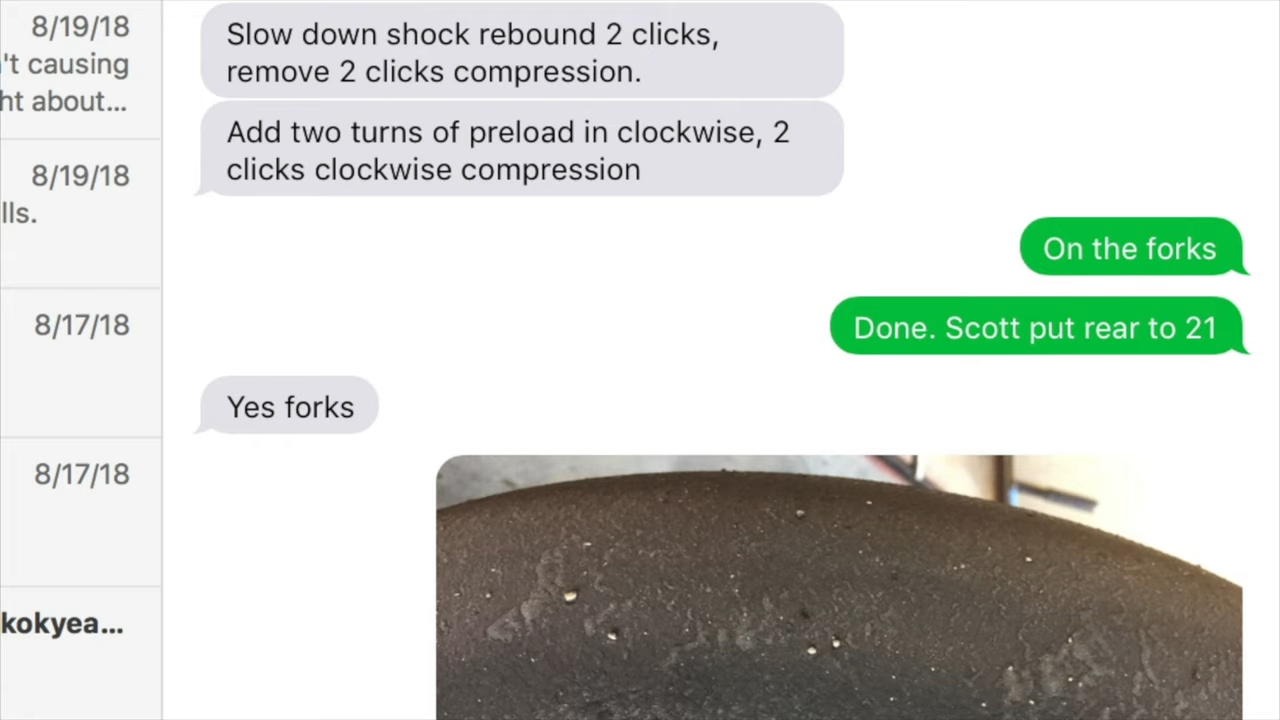 8/19/18
't causing
ht about...
8/19/18
lls.
8/17/18
8/17/18
kokyea...
Slow down shock rebound 2 clicks,
remove 2 clicks compression.
Add two turns of preload in clockwise, 2
clicks clockwise compression
On the forks
Done. Scott put rear to 21
Yes forks